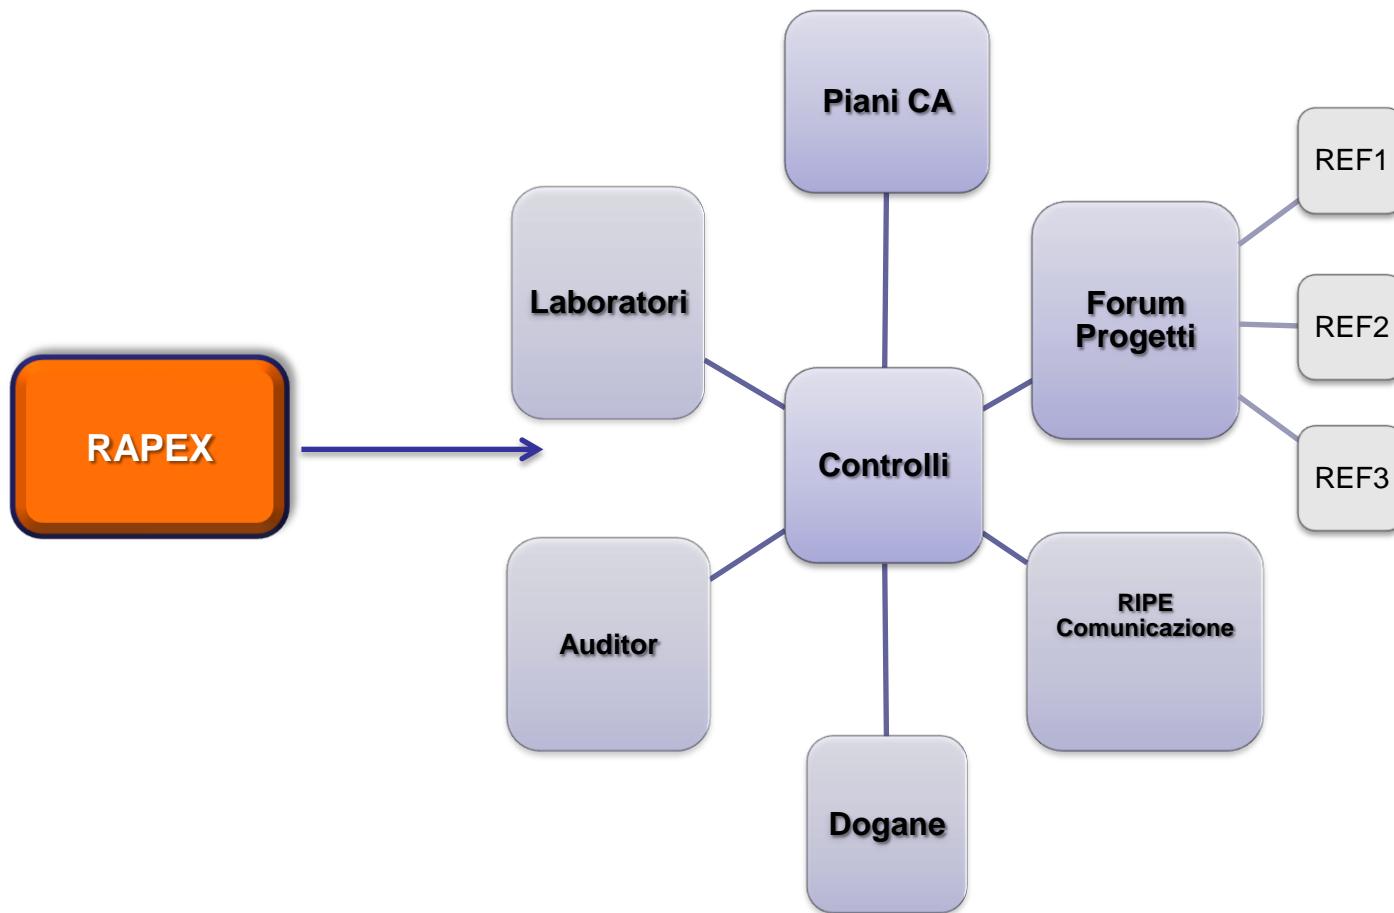 Piani CA
REF1
Laboratori
Forum
Progetti
REF2
RAPEX
Controlli
REF3
Auditor
RIPE
Comunicazione
Dogane